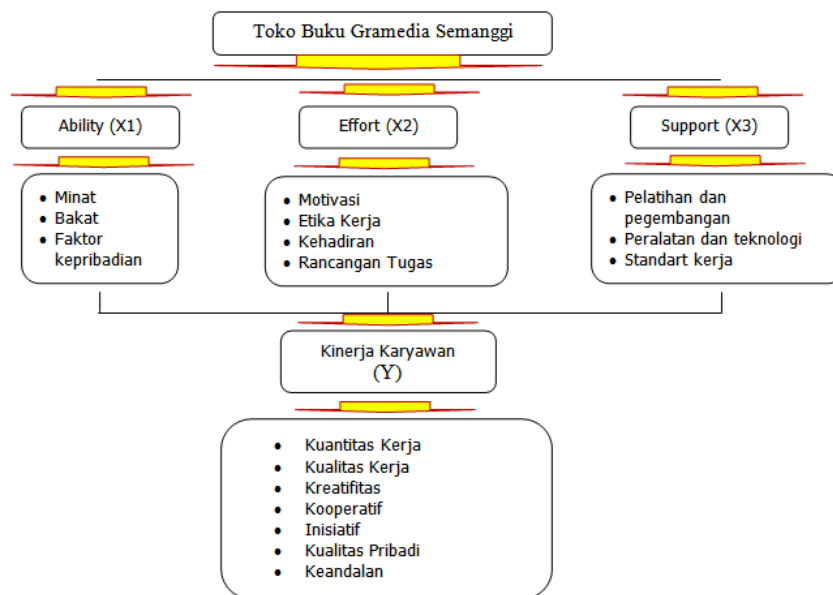 Toko Buku Gramedia Semanggi
Ability (X1)
Effort (X2)
Support (X3)
• Minat
• Bakat
• Faktor
kepribadian
• Motivasi
• Etika Kerja
• Kehadiran
• Rancangan Tugas
• Pelatihan dan
pegembangan
• Peralatan dan teknologi
• Standart kerja
Kinerja Karyawan
(Y)
• Kuantitas Kerja
• Kualitas Kerja
• Kreatifitas
• Kooperatif
• Inisiatif
• Kualitas Pribadi
• Keandalan